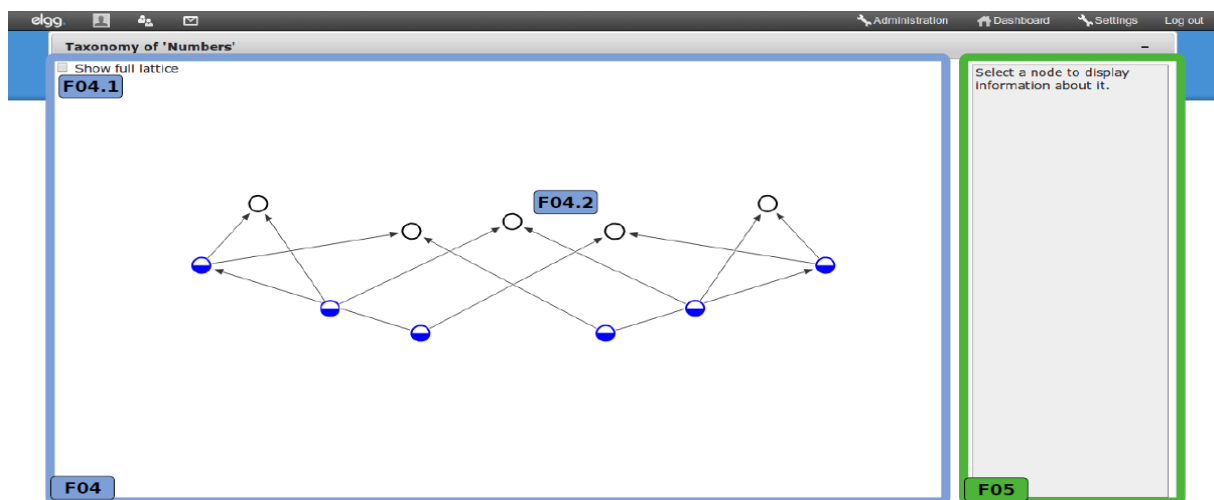 elgg. Administration Dashboard Settings Log out
Taxonomy of 'Numbers' –
Show full lattice
F04.1
Select a node to display
information about it.
F04.2
F04
F05